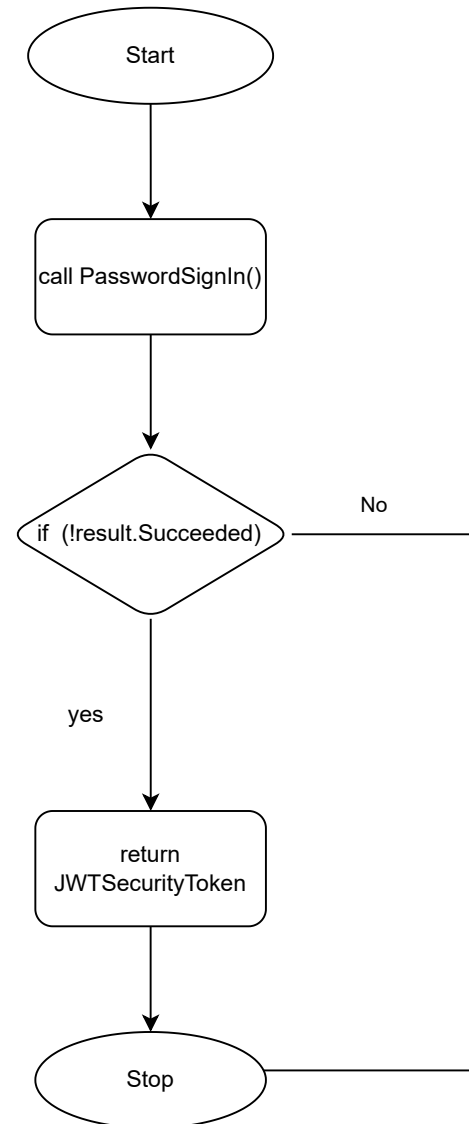 Start
call PasswordSignIn()
if  (!result.Succeeded)
No
yes
return
JWTSecurityToken
Stop